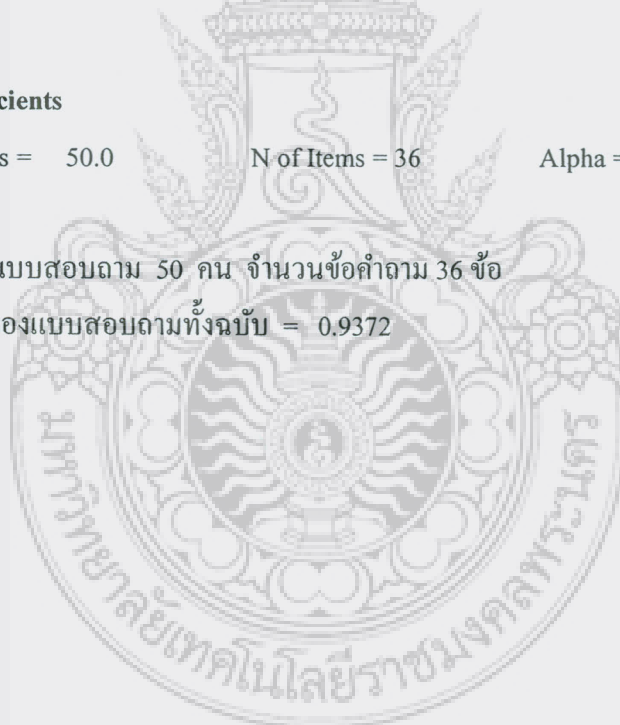 cients
s = 50.0 N of Items = 36 Alpha =
แบบสอบถาม 50 คน จำนวนข้อคำถาม 36 ข้อ
องแบบสอบถามทั้งฉบับ = 0.9372
มหาวิทยาลัยเทคโนโลยีราชมงคลพระนคร